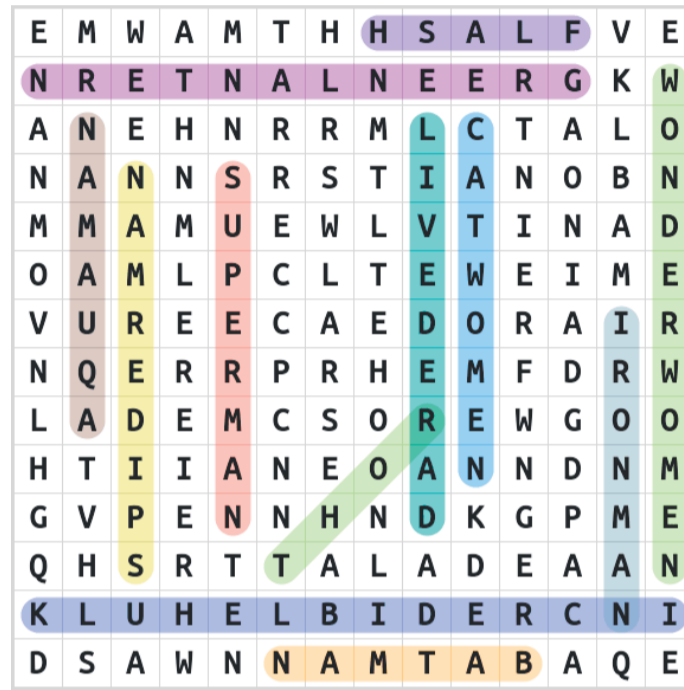 E M W A M T H H S A L F V E
N R E T N A L N E E R G K W
A N E H N R R M L C T A L O
N A N N S R S T I A N O B N
M M A M U E W L V T I N A D
O A M L P C L T E W E I M E
V U R E E C A E D O R A I R
N Q E R R P R H E M F D R W
L A D E M C S O R E W G O O
H T I I A N E O A N N D N M
G V P E N N H N D K G P M E
Q H S R T T A L A D E A A N
K L U H E L B I D E R C N I
D S A W N N A M T A B A Q E